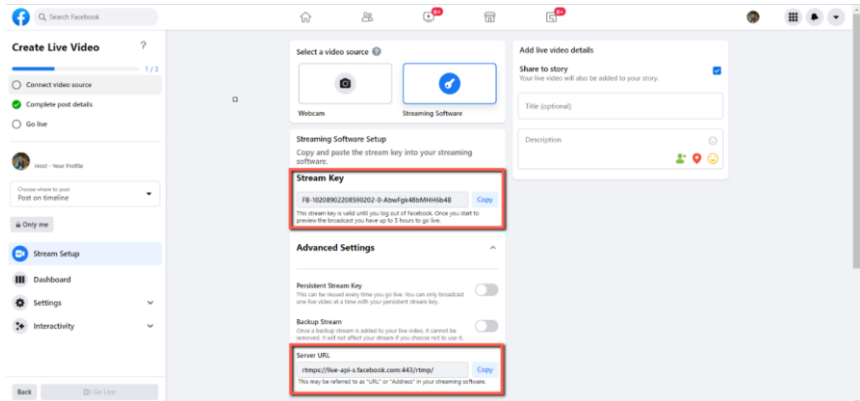 Search Facebook
9+
9+
Create Live Video
?
1 / 3
Connect video source
Complete post details
Go live
Host - Your Profile
Choose where to post
Post on timeline
Only me
Stream Setup
Dashboard
Settings
Interactivity
Back
Go Live
Select a video source ?
Webcam
Streaming Software
Streaming Software Setup
Copy and paste the stream key into your streaming
software.
Stream Key
FB-10208902208590202-0-AbwFgk4BbMHH6b4B
Copy
This stream key is valid until you log out of Facebook. Once you start to
preview the broadcast you have up to 5 hours to go live.
Advanced Settings
Persistent Stream Key
This can be reused every time you go live. You can only broadcast
one live video at a time with your persistent stream key.
Backup Stream
Once a backup stream is added to your live video, it cannot be
removed. It will not affect your stream if you choose not to use it.
Server URL
rtmps://live-api-s.facebook.com:443/rtmp/
Copy
This may be referred to as "URL" or "Address" in your streaming software.
Add live video details
Share to story
Your live video will also be added to your story.
Title (optional)
Description